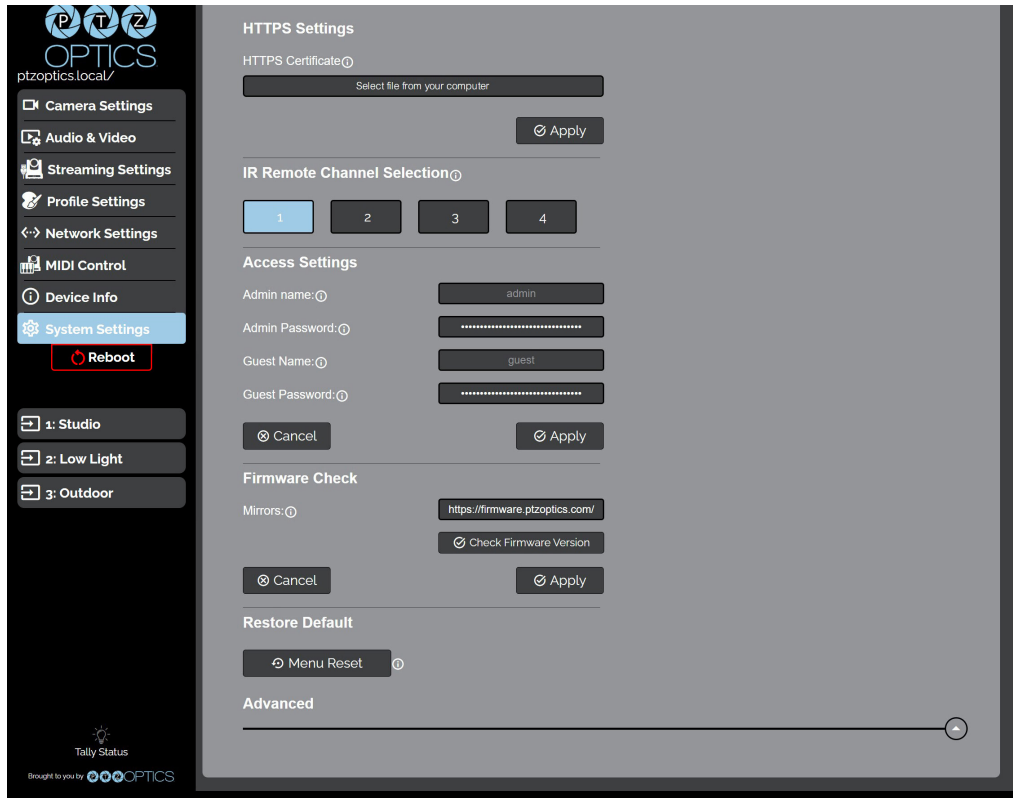 PTZ
OPTICS
ptzoptics.local/
Camera Settings
Audio & Video
Streaming Settings
Profile Settings
Network Settings
MIDI Control
Device Info
System Settings
Reboot
1: Studio
2: Low Light
3: Outdoor
Tally Status
Brought to you by PTZOPTICS
HTTPS Settings
HTTPS Certificate
Select file from your computer
Apply
IR Remote Channel Selection
1 2 3 4
Access Settings
Admin name: admin
Admin Password: ••••••••••••••••••••••••••••••••
Guest Name: guest
Guest Password: ••••••••••••••••••••••••••••••••
Cancel Apply
Firmware Check
Mirrors: https://firmware.ptzoptics.com/
Check Firmware Version
Cancel Apply
Restore Default
Menu Reset
Advanced